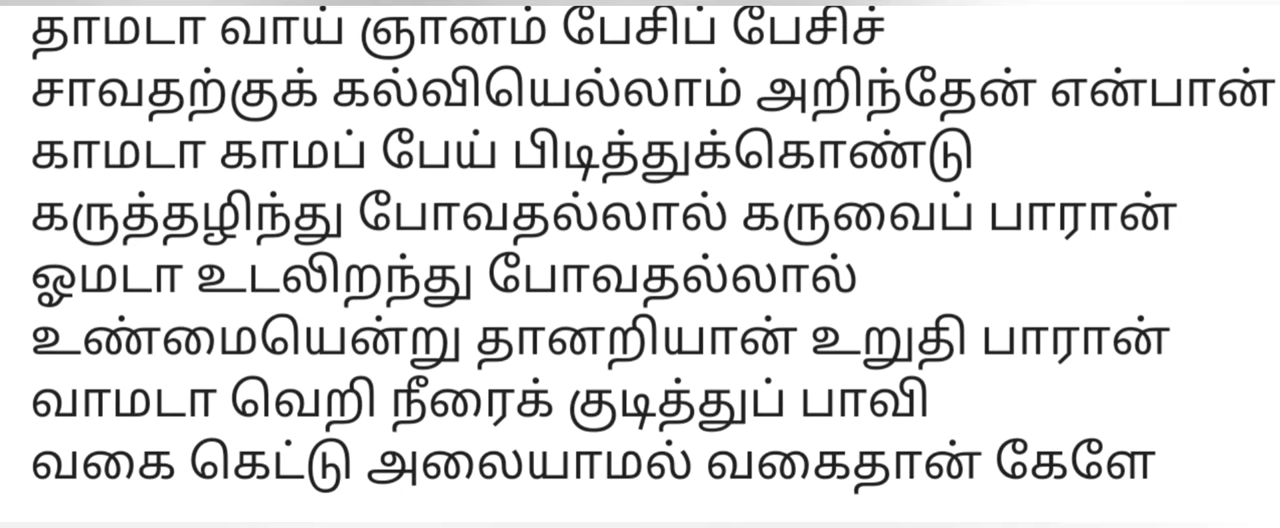 தாமடா வாய் ஞானம் பேசிப் பேசிச்
சாவதற்குக் கல்வியெல்லாம் அறிந்தேன் என்பான்
காமடா காமப் பேய் பிடித்துக்கொண்டு
கருத்தழிந்து போவதல்லால் கருவைப் பாரான்
ஓமடா உடலிறந்து போவதல்லால்
உண்மையென்று தானறியான் உறுதி பாரான்
வாமடா வெறி நீரைக் குடித்துப் பாவி
வகை கெட்டு அலையாமல் வகைதான் கேளே